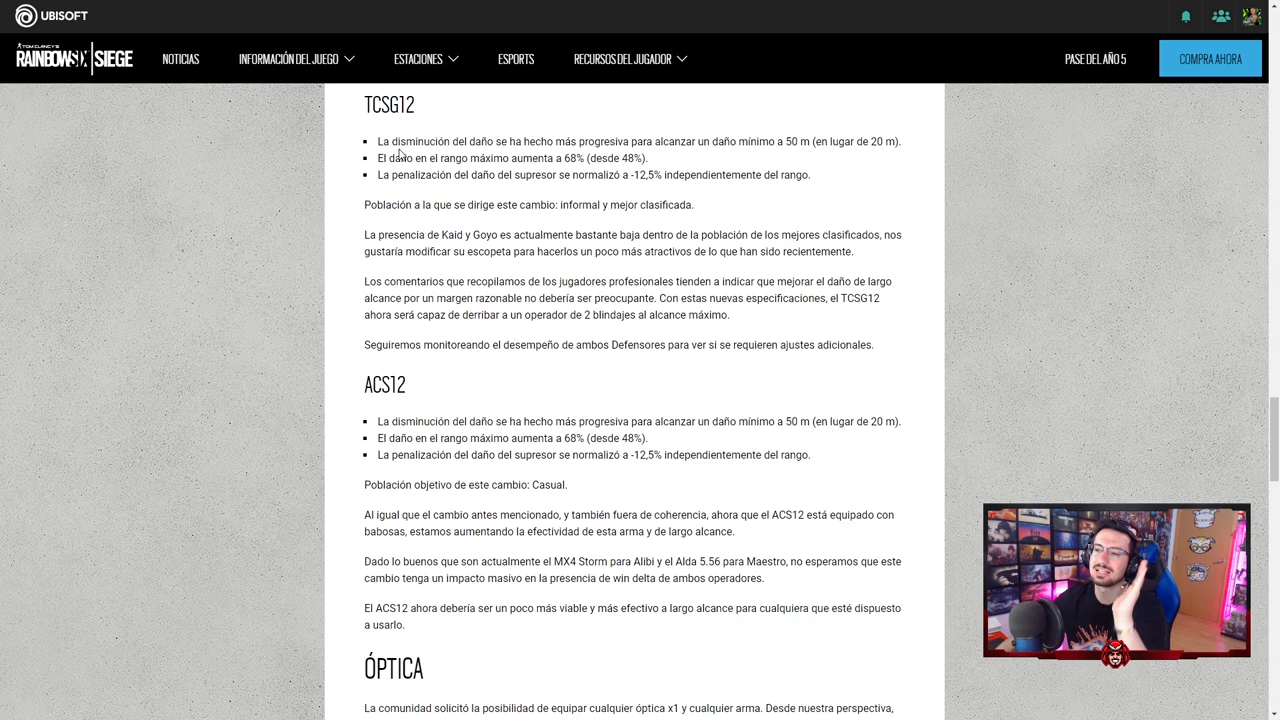 UBISOFT
TOM CLANCY'S
RAINBOWSIX SIEGE
NOTICIAS
INFORMACIÓN DEL JUEGO
ESTACIONES
ESPORTS
RECURSOS DEL JUGADOR
PASE DEL AÑO 5
COMPRA AHORA
TCSG12
La disminución del daño se ha hecho más progresiva para alcanzar un daño mínimo a 50 m (en lugar de 20 m).
El daño en el rango máximo aumenta a 68% (desde 48%).
La penalización del daño del supresor se normalizó a -12,5% independientemente del rango.
Población a la que se dirige este cambio: informal y mejor clasificada.
La presencia de Kaid y Goyo es actualmente bastante baja dentro de la población de los mejores clasificados, nos
gustaría modificar su escopeta para hacerlos un poco más atractivos de lo que han sido recientemente.
Los comentarios que recopilamos de los jugadores profesionales tienden a indicar que mejorar el daño de largo
alcance por un margen razonable no debería ser preocupante. Con estas nuevas especificaciones, el TCSG12
ahora será capaz de derribar a un operador de 2 blindajes al alcance máximo.
Seguiremos monitoreando el desempeño de ambos Defensores para ver si se requieren ajustes adicionales.
ACS12
La disminución del daño se ha hecho más progresiva para alcanzar un daño mínimo a 50 m (en lugar de 20 m).
El daño en el rango máximo aumenta a 68% (desde 48%).
La penalización del daño del supresor se normalizó a -12,5% independientemente del rango.
Población objetivo de este cambio: Casual.
Al igual que el cambio antes mencionado, y también fuera de coherencia, ahora que el ACS12 está equipado con
babosas, estamos aumentando la efectividad de esta arma y de largo alcance.
Dado lo buenos que son actualmente el MX4 Storm para Alibi y el Alda 5.56 para Maestro, no esperamos que este
cambio tenga un impacto masivo en la presencia de win delta de ambos operadores.
El ACS12 ahora debería ser un poco más viable y más efectivo a largo alcance para cualquiera que esté dispuesto
a usarlo.
ÓPTICA
La comunidad solicitó la posibilidad de equipar cualquier óptica x1 y cualquier arma. Desde nuestra perspectiva,